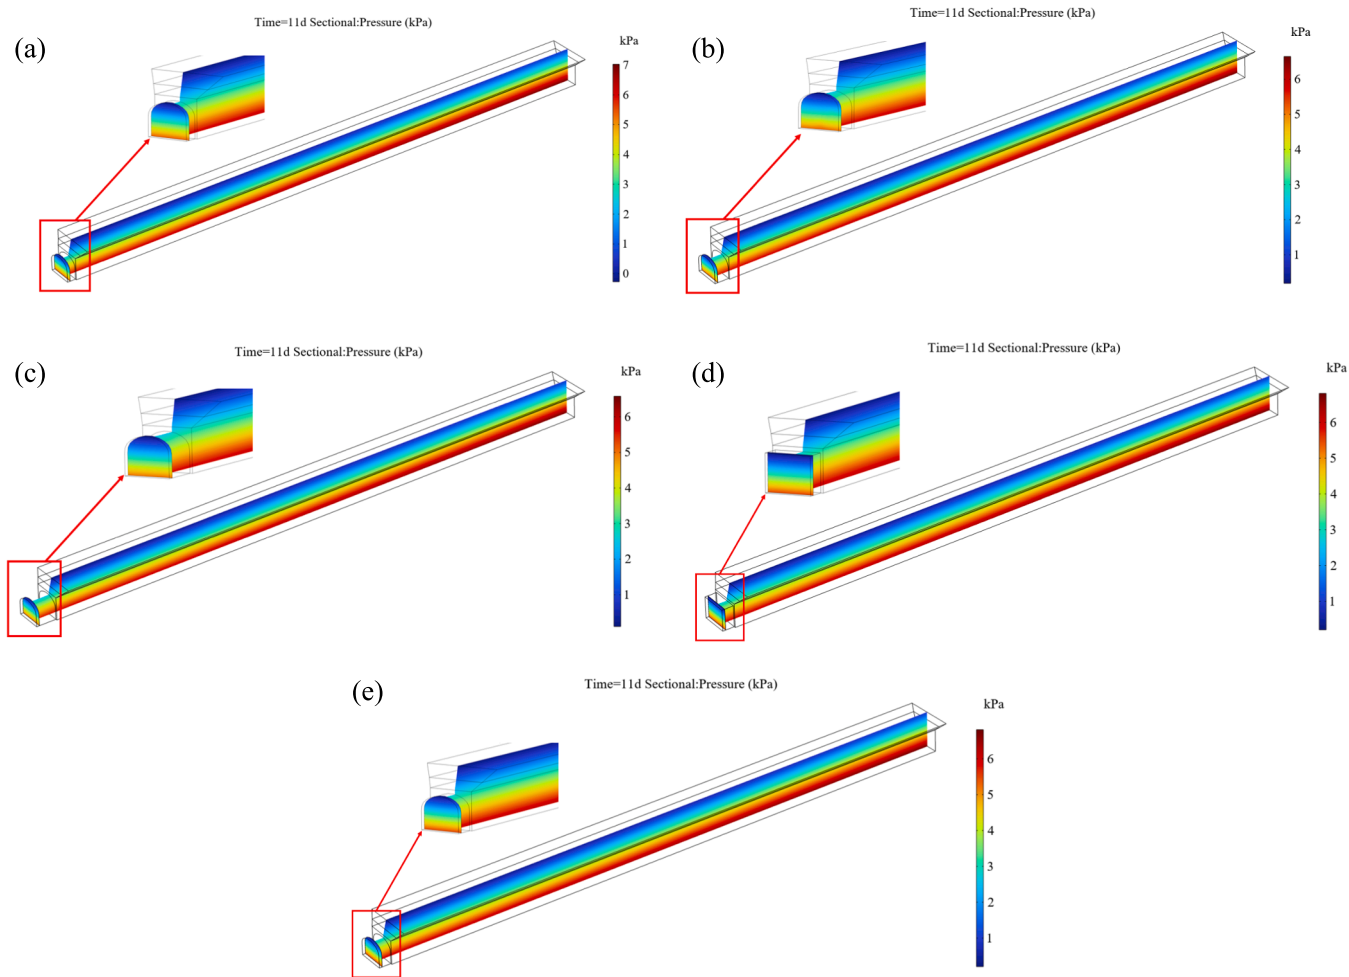 Time=11d Sectional:Pressure (kPa)
(a)
kPa
7
6
5
4
3
2
1
0
Time=11d Sectional:Pressure (kPa)
(b)
kPa
6
5
4
3
2
1
Time=11d Sectional:Pressure (kPa)
(c)
kPa
6
5
4
3
2
1
Time=11d Sectional:Pressure (kPa)
(d)
kPa
6
5
4
3
2
1
Time=11d Sectional:Pressure (kPa)
(e)
kPa
6
5
4
3
2
1